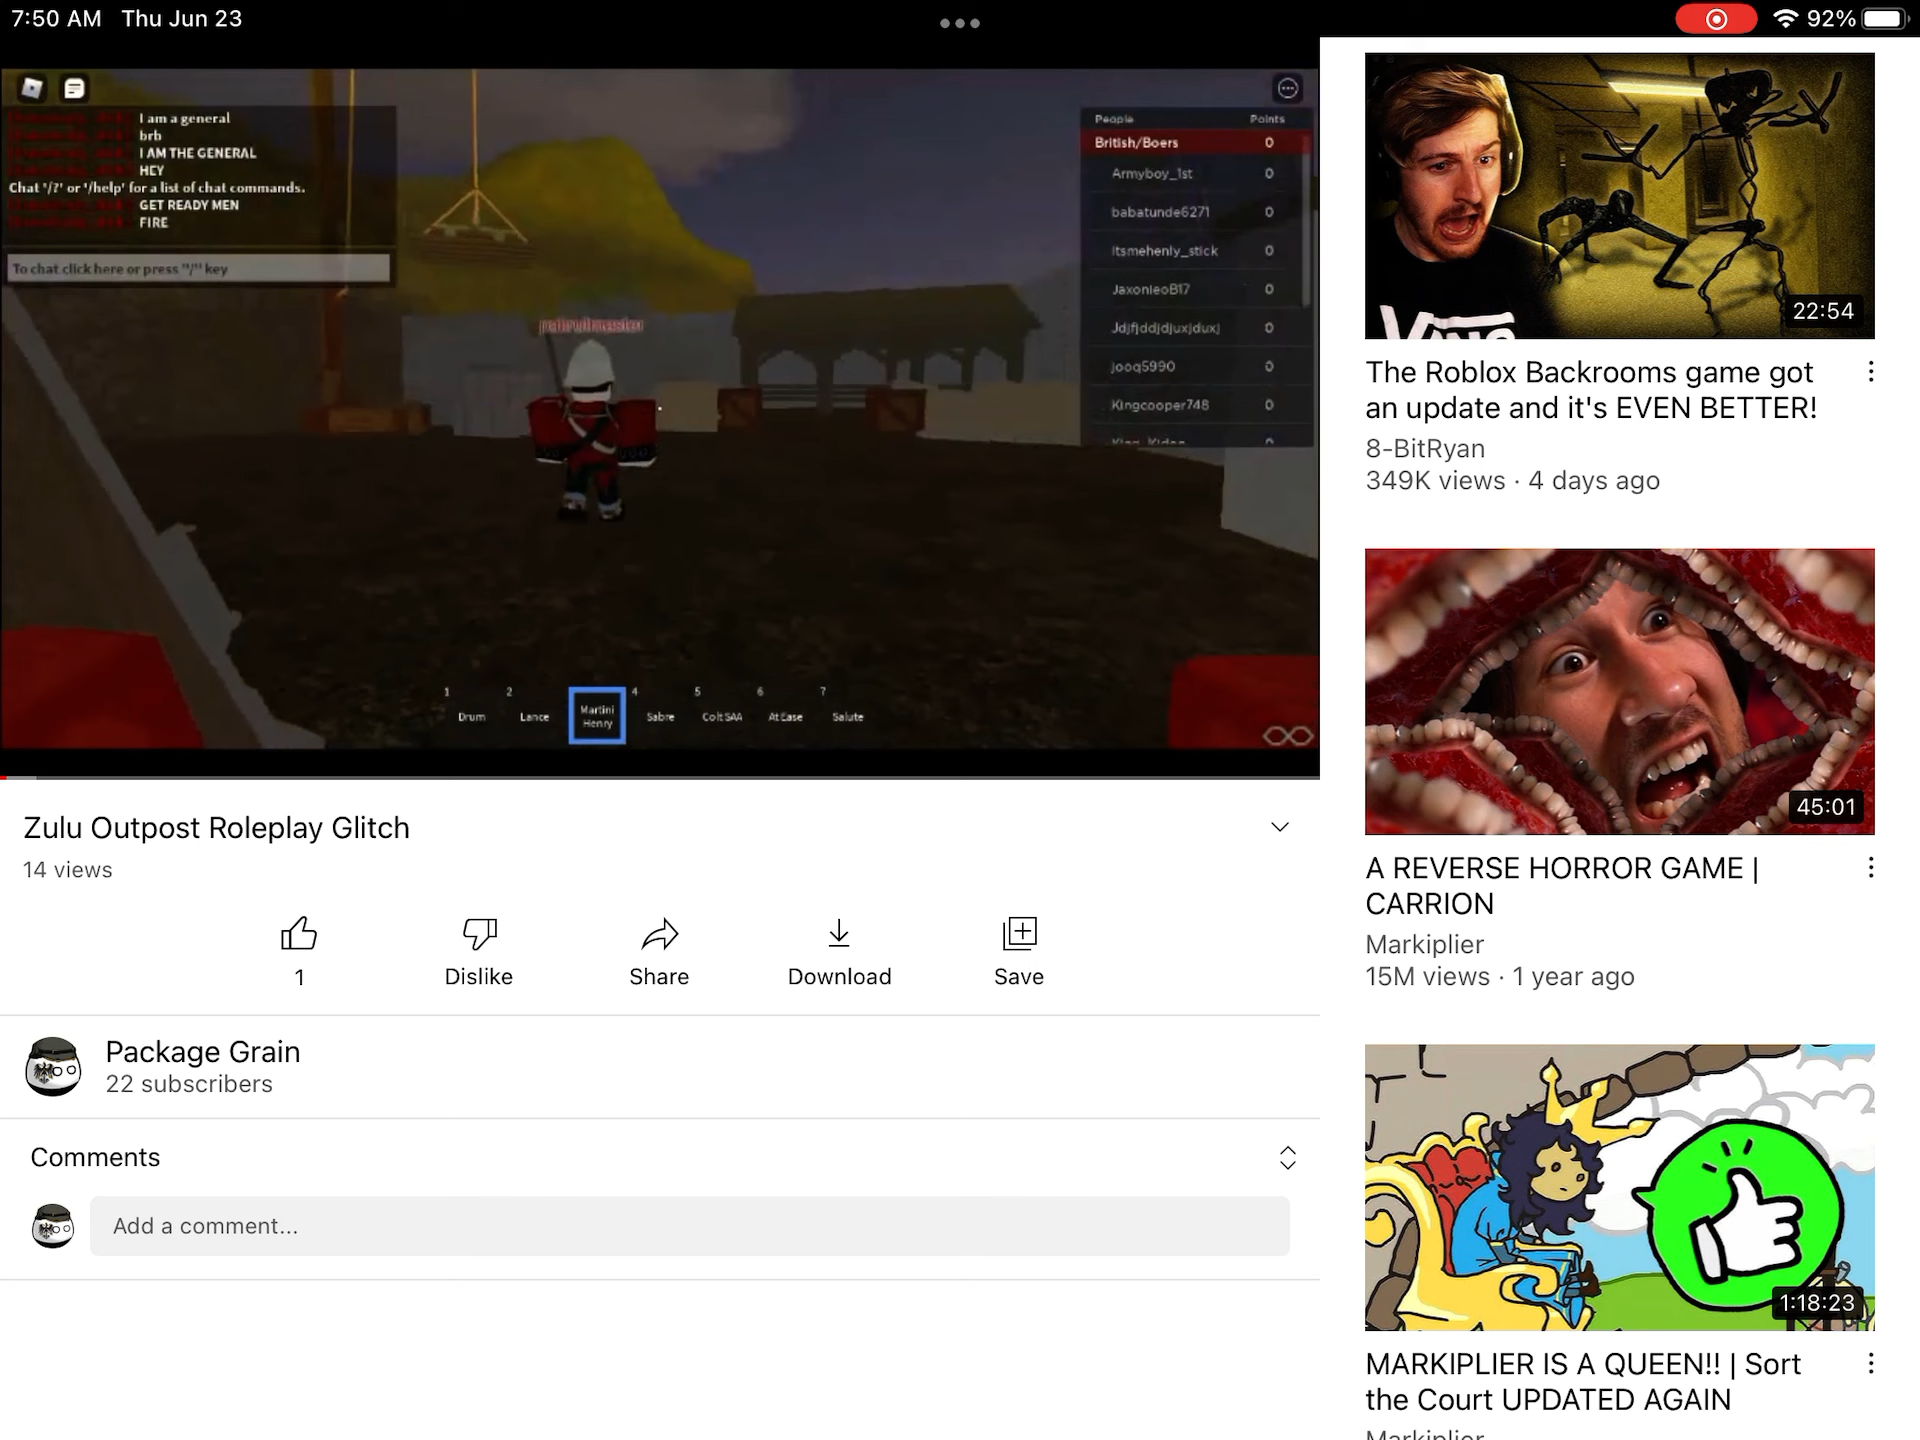 7:50 AM Thu Jun 23
92%
I am a general
brb
I AM THE GENERAL
HEY
Chat '/?' or '/help' for a list of chat commands.
GET READY MEN
FIRE
To chat click here or press "/" key
People Points
British/Boers 0
Armyboy_1st 0
babatunde6271 0
Itsmehenly_stick 0
JaxonleoB17 0
Jdjfjddjdjuxjduxj 0
jooq5990 0
Kingcooper748 0
1 2 4 5 6 7
Drum Lance Martini Henry Sabre Colt SAA At Ease Salute
Zulu Outpost Roleplay Glitch
14 views
1 Dislike Share Download Save
Package Grain
22 subscribers
Comments
Add a comment...
VANS
22:54
The Roblox Backrooms game got
an update and it's EVEN BETTER!
8-BitRyan
349K views · 4 days ago
45:01
A REVERSE HORROR GAME |
CARRION
Markiplier
15M views · 1 year ago
1:18:23
MARKIPLIER IS A QUEEN!! | Sort
the Court UPDATED AGAIN
Markiplier